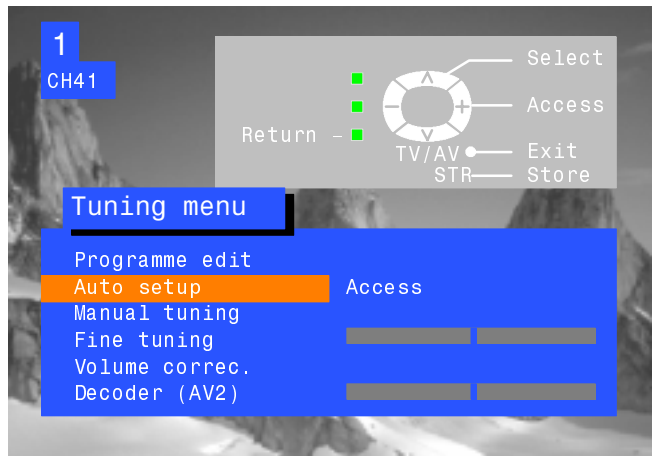 1
CH41
Select
Access
Return –
TV/AV
Exit
STR
Store
Tuning menu
Programme edit
Auto setup Access
Manual tuning
Fine tuning
Volume correc.
Decoder (AV2)